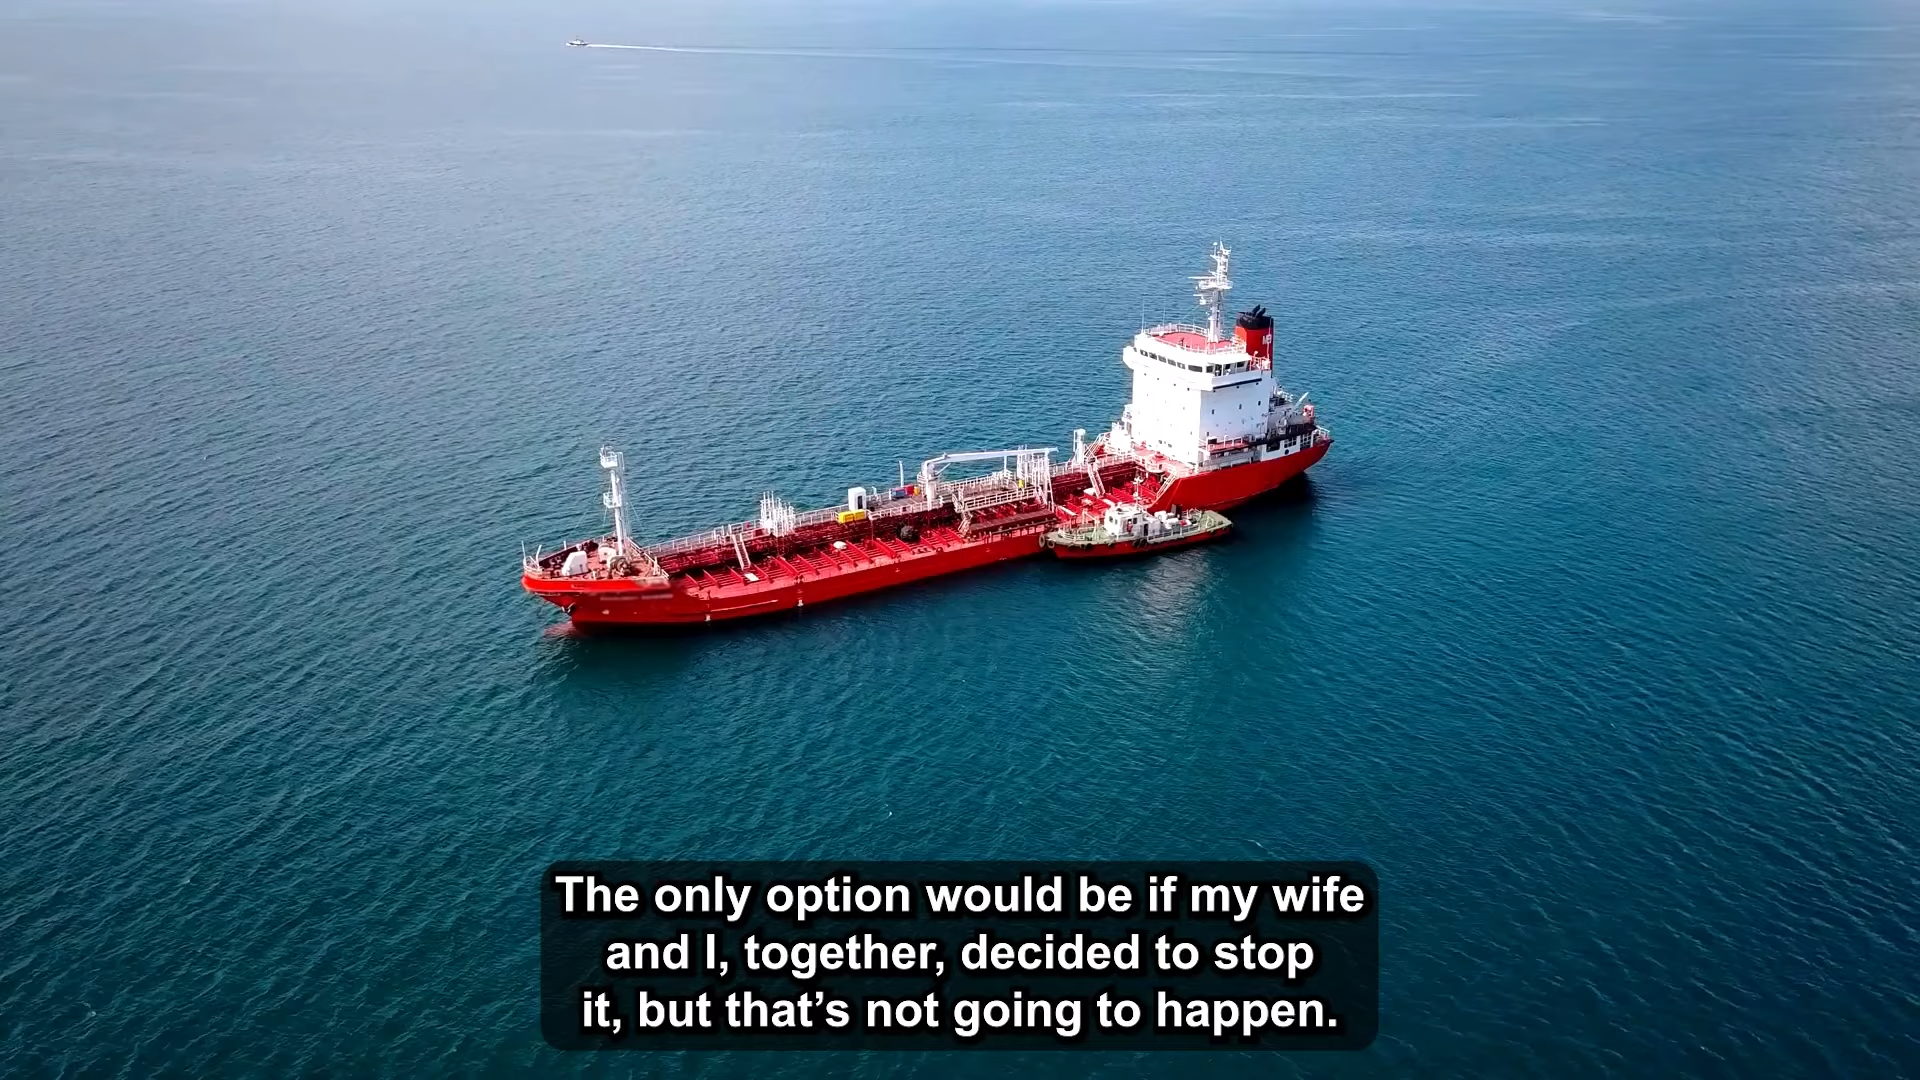 The only option would be if my wife
and I, together, decided to stop
it, but that’s not going to happen.